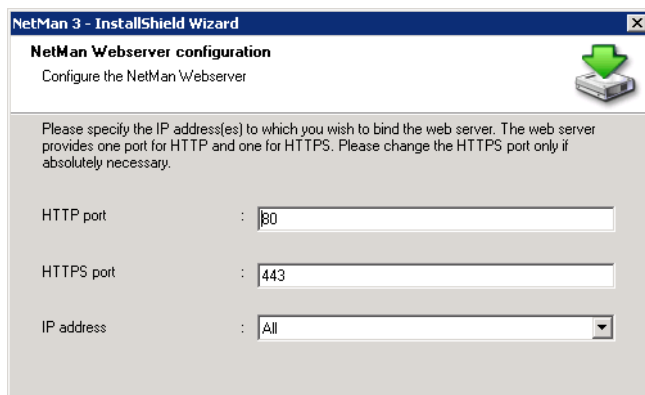 NetMan 3 - InstallShield Wizard
NetMan Webserver configuration
Configure the NetMan Webserver
Please specify the IP address(es) to which you wish to bind the web server. The web server
provides one port for HTTP and one for HTTPS. Please change the HTTPS port only if
absolutely necessary.
HTTP port : 80
HTTPS port : 443
IP address : All